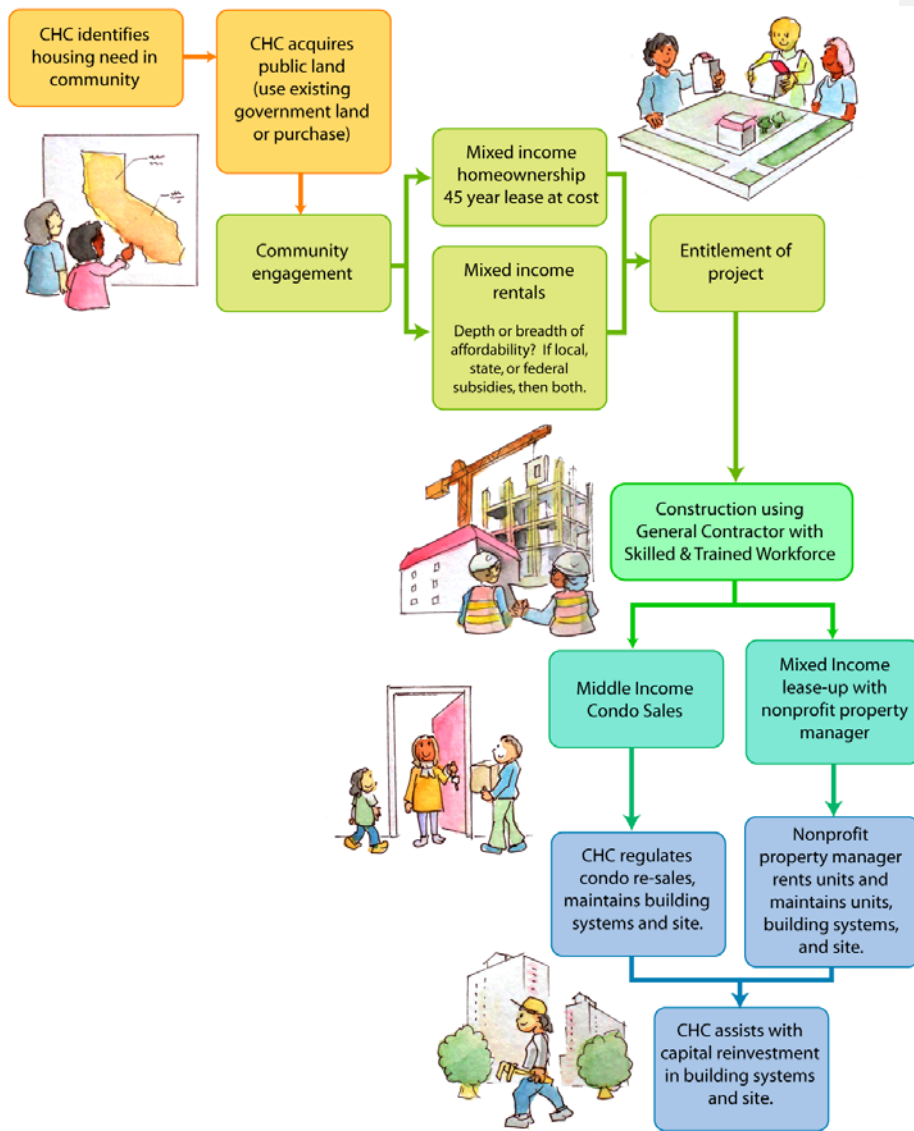 CHC identifies
housing need in
community
CHC acquires
public land
(use existing
government land
or purchase)
Mixed income
homeownership
45 year lease at cost
Community
engagement
Mixed income
rentals
Depth or breadth of
affordability? If local,
state, or federal
subsidies, then both.
Entitlement of
project
Construction using
General Contractor with
Skilled & Trained Workforce
Middle Income
Condo Sales
Mixed Income
lease-up with
nonprofit property
manager
CHC regulates
condo re-sales,
maintains building
systems and site.
Nonprofit
property manager
rents units and
maintains units,
building systems,
and site.
CHC assists with
capital reinvestment
in building systems
and site.